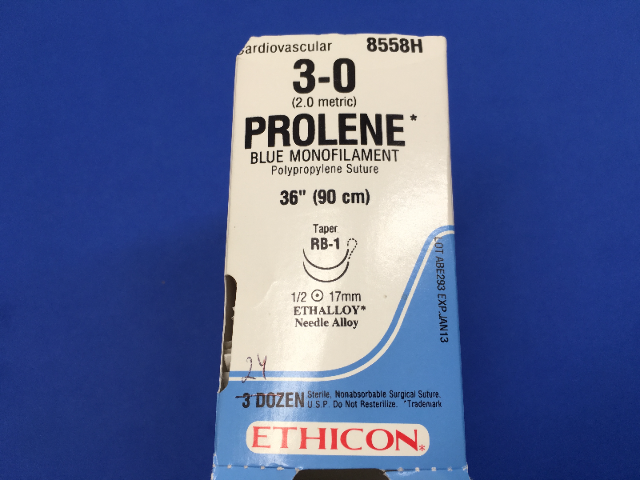 Cardiovascular 8558H
3-0
(2.0 metric)
PROLENE*
BLUE MONOFILAMENT
Polypropylene Suture
36" (90 cm)
Taper
RB-1
1/2 17mm
ETHALLOY*
Needle Alloy
LOT ABE293 EXP.JAN13
24
3 DOZEN
Sterile, Nonabsorbable Surgical Suture,
U.S.P. Do Not Resterilize. *Trademark
ETHICON*